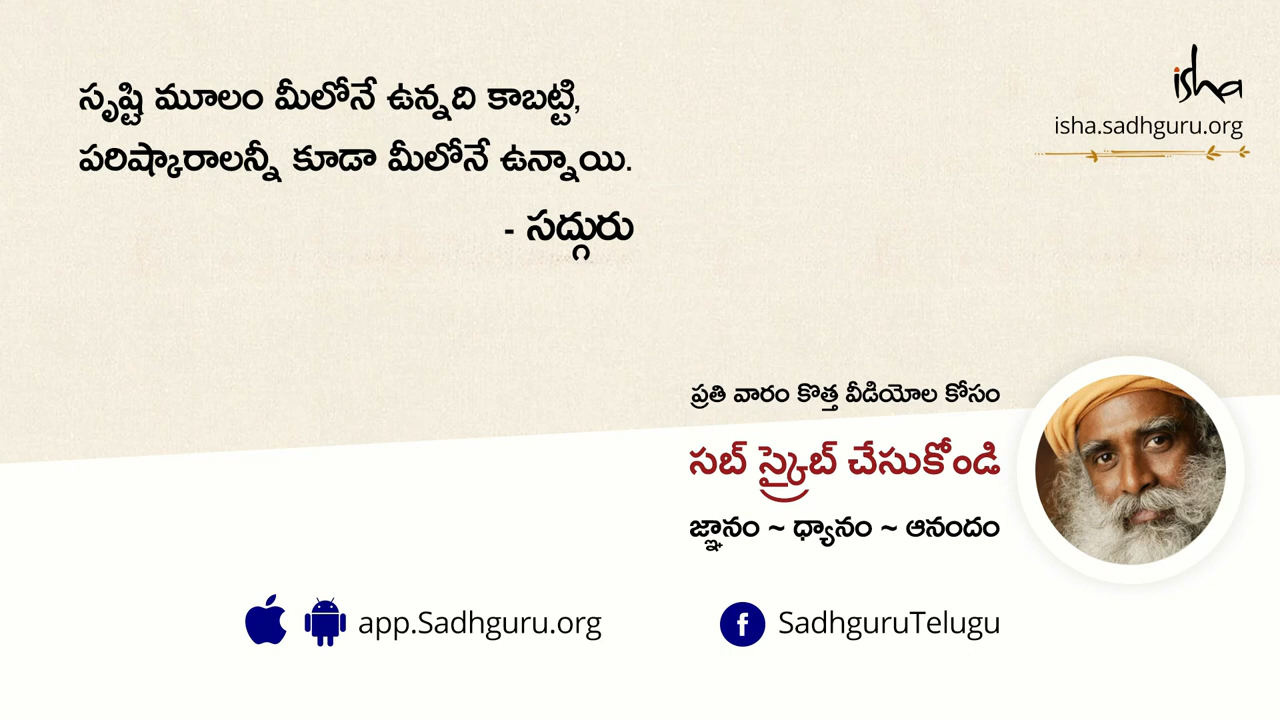 సృష్టి మూలం మీలోనే ఉన్నది కాబట్టి,
పరిష్కారాలన్నీ కూడా మీలోనే ఉన్నాయి.
- సద్గురు
isha
isha.sadhguru.org
ప్రతి వారం కొత్త వీడియోల కోసం
సబ్ స్క్రైబ్ చేసుకోండి
జ్ఞానం ~ ధ్యానం ~ ఆనందం
app.Sadhguru.org
SadhguruTelugu